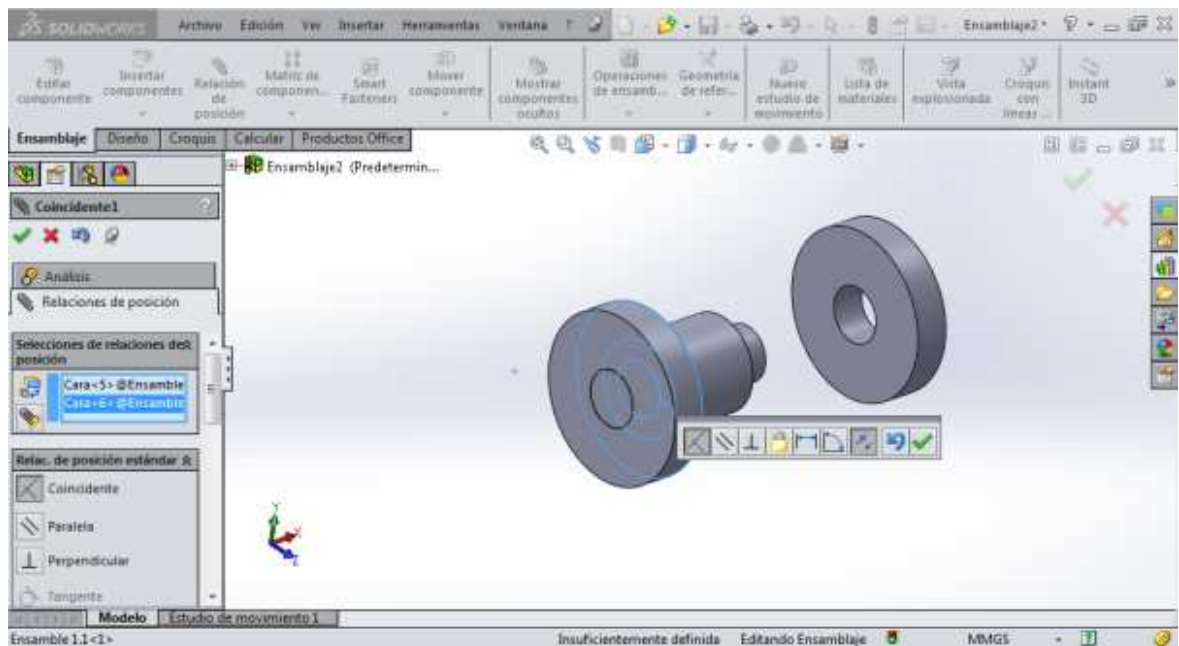 SOLIDWORKS Archivo Edición Ver Insertar Herramientas Ventana ? Ensamblaje2 *
Editar componente
Insertar componentes
Relación de posición
Matriz de componen...
Smart Fasteners
Mover componente
Mostrar componentes ocultos
Operaciones de ensamb...
Geometría de refer...
Nuevo estudio de movimiento
Lista de materiales
Vista explosionada
Croquis con líneas ...
Instant 3D
Ensamblaje Diseño Croquis Calcular Productos Office
Ensamblaje2 (Predetermin...
Coincidente1 ?
Análisis
Relaciones de posición
Selecciones de relaciones de posición
Cara<5>@Ensamble
Cara<6>@Ensamble
Relac. de posición estándar
Coincidente
Paralela
Perpendicular
Tangente
Y
X
Z
Modelo Estudio de movimiento 1
Ensamble 1.1<1> Insuficientemente definida Editando Ensamblaje MMGS